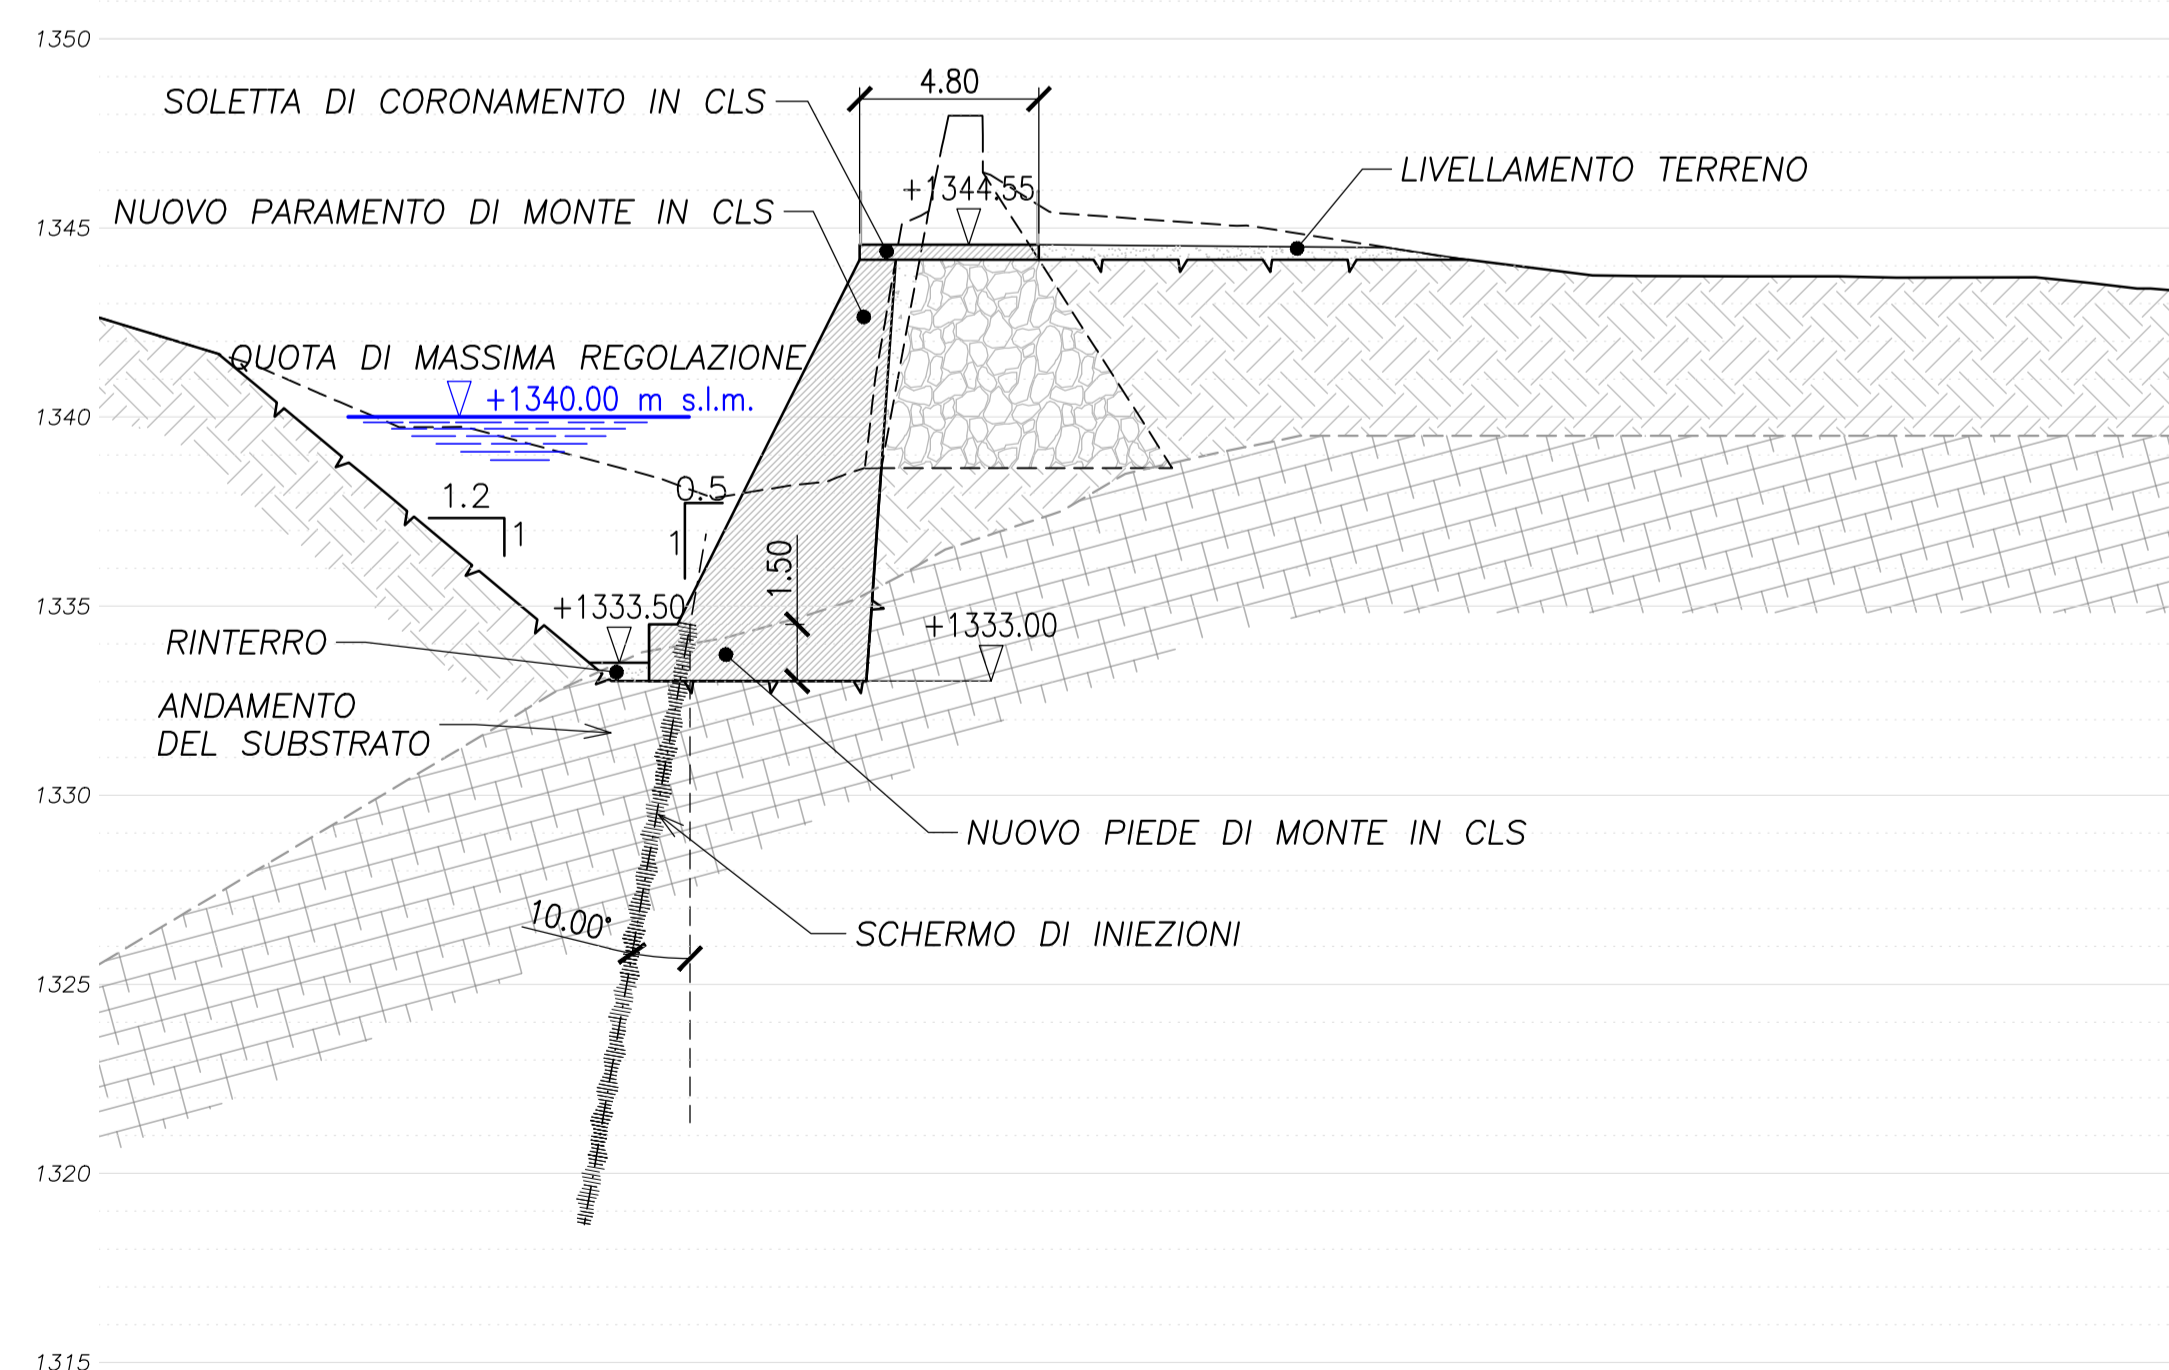 1350
4.80
SOLETTA DI CORONAMENTO IN CLS
LIVELLAMENTO TERRENO
+1344.55
NUOVO PARAMENTO DI MONTE IN CLS
1345
QUOTA DI MASSIMA REGOLAZIONE
+1340.00 m s.l.m.
1340
1.2
1
0.5
1
1.50
1335
+1333.50
+1333.00
RINTERRO
ANDAMENTO
DEL SUBSTRATO
1330
NUOVO PIEDE DI MONTE IN CLS
10.00°
SCHERMO DI INIEZIONI
1325
1320
1315